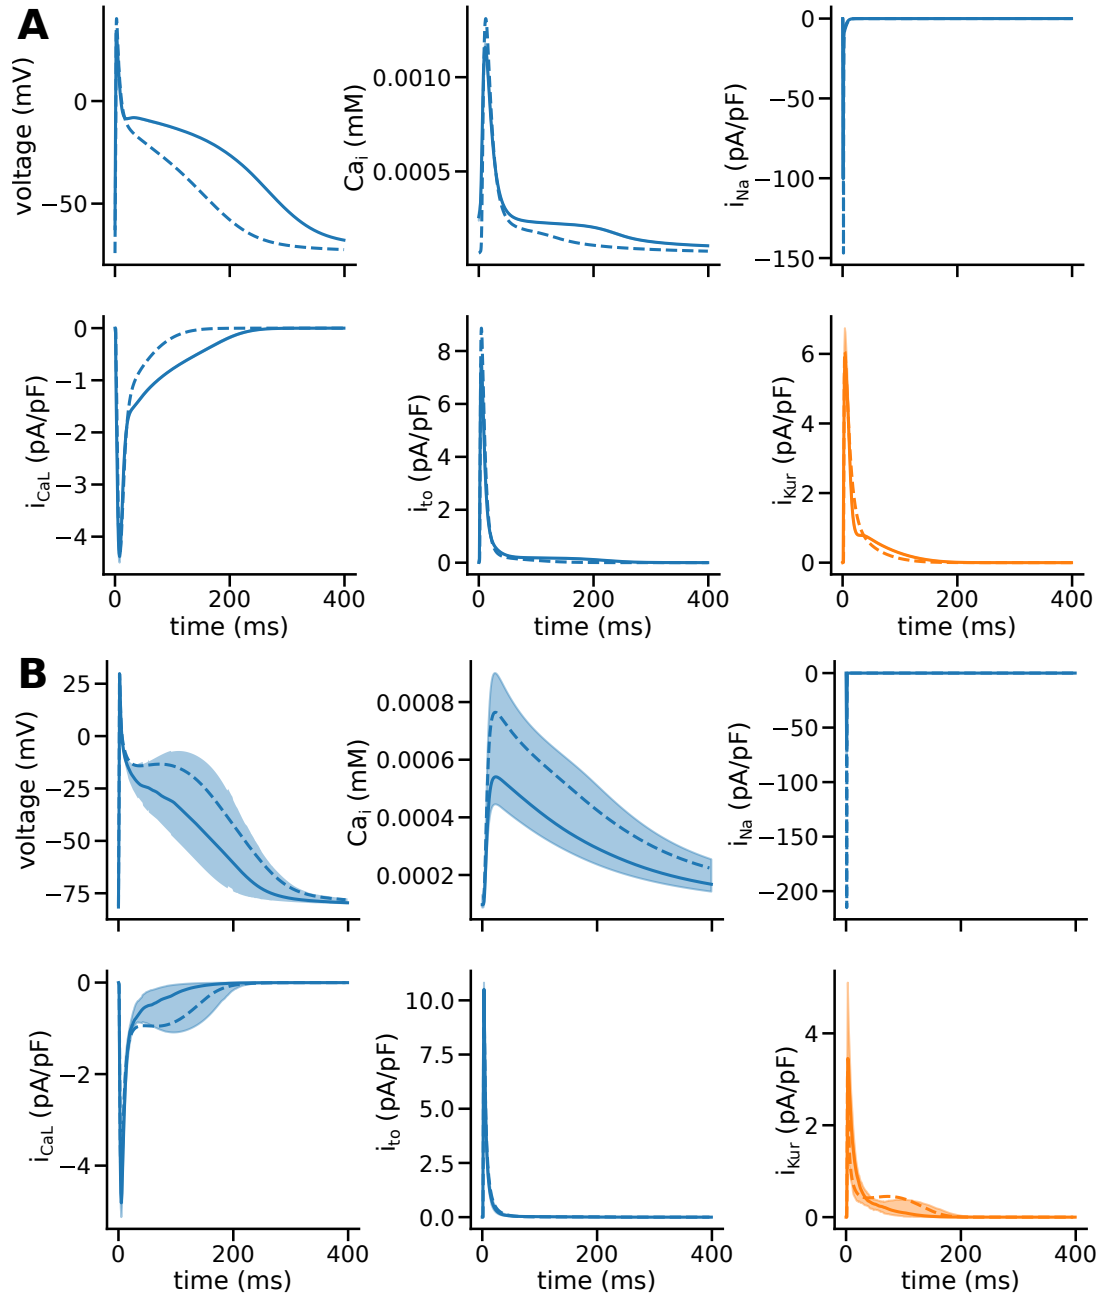 A
voltage (mV)
0
−50
Ca_i (mM)
0.0010
0.0005
i_Na (pA/pF)
0
−50
−100
−150
i_CaL (pA/pF)
0
−1
−2
−3
−4
0 200 400
time (ms)
i_to (pA/pF)
8
6
4
2
0
0 200 400
time (ms)
i_Kur (pA/pF)
6
4
2
0
0 200 400
time (ms)
B
voltage (mV)
25
0
−25
−50
−75
Ca_i (mM)
0.0008
0.0006
0.0004
0.0002
i_Na (pA/pF)
0
−50
−100
−150
−200
i_CaL (pA/pF)
0
−2
−4
0 200 400
time (ms)
i_to (pA/pF)
10.0
7.5
5.0
2.5
0.0
0 200 400
time (ms)
i_Kur (pA/pF)
4
2
0
0 200 400
time (ms)